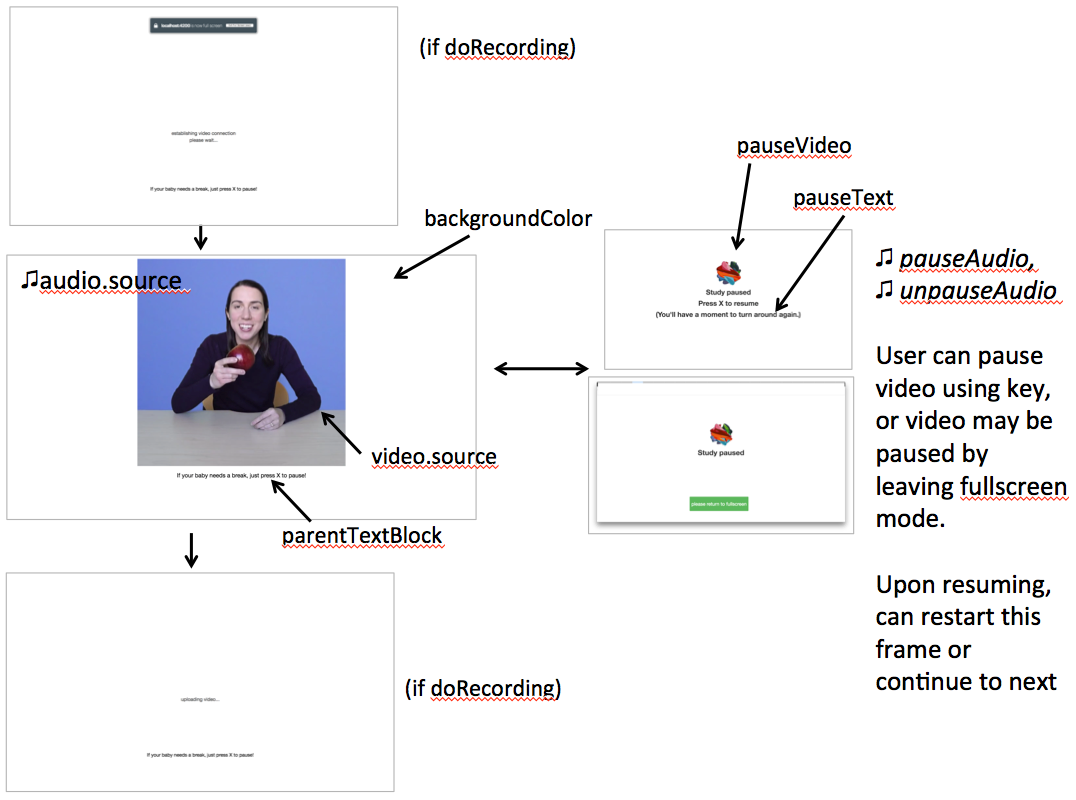 localhost:4200 is now full screen
(if doRecording)
establishing video connection
please wait...
If your baby needs a break, just press X to pause!
backgroundColor
♫audio.source
video.source
If your baby needs a break, just press X to pause!
parentTextBlock
pauseVideo
pauseText
Study paused
Press X to resume
(You'll have a moment to turn around again.)
Study paused
please return to fullscreen
♫ pauseAudio,
♫ unpauseAudio
User can pause
video using key,
or video may be
paused by
leaving fullscreen
mode.
Upon resuming,
can restart this
frame or
continue to next
uploading video...
(if doRecording)
If your baby needs a break, just press X to pause!